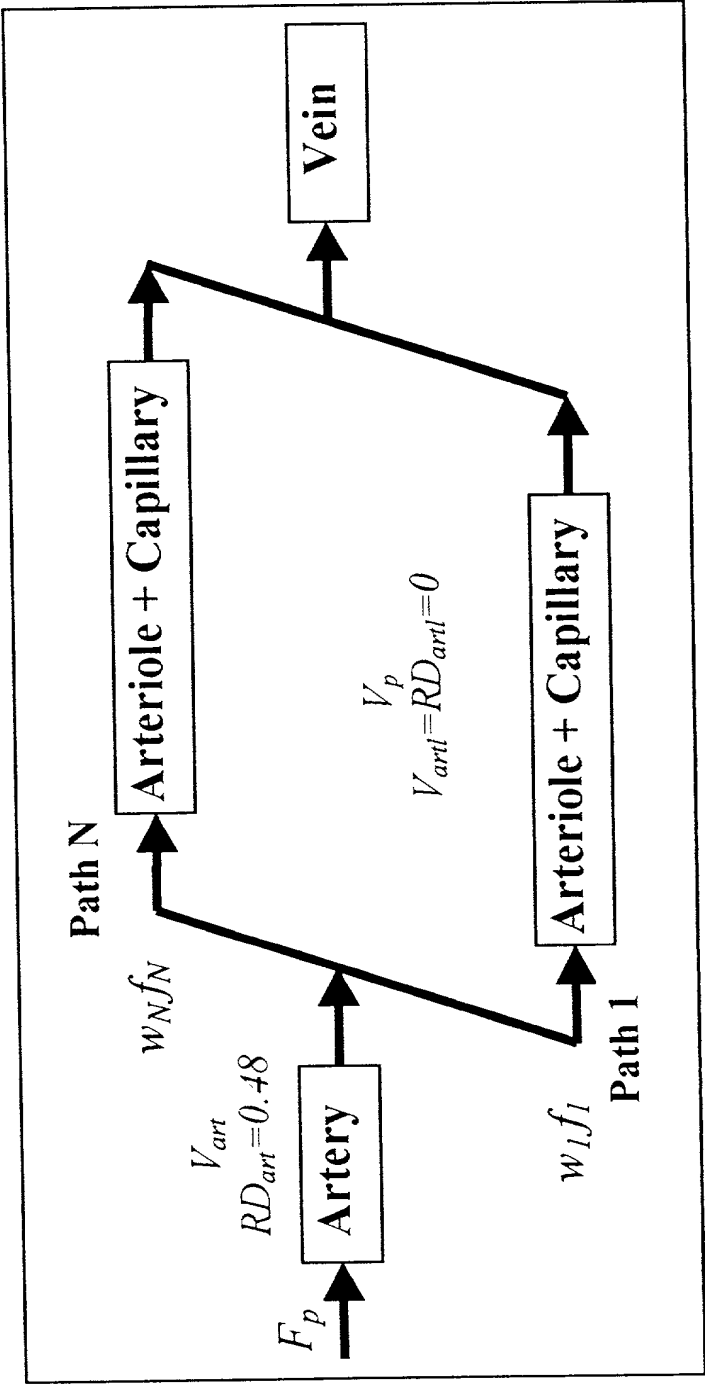 F_p
V_art
RD_art=0.48
Artery
w_N f_N
Path N
Arteriole + Capillary
V_p
V_artl=RD_artl=0
w_1 f_1
Path 1
Arteriole + Capillary
Vein